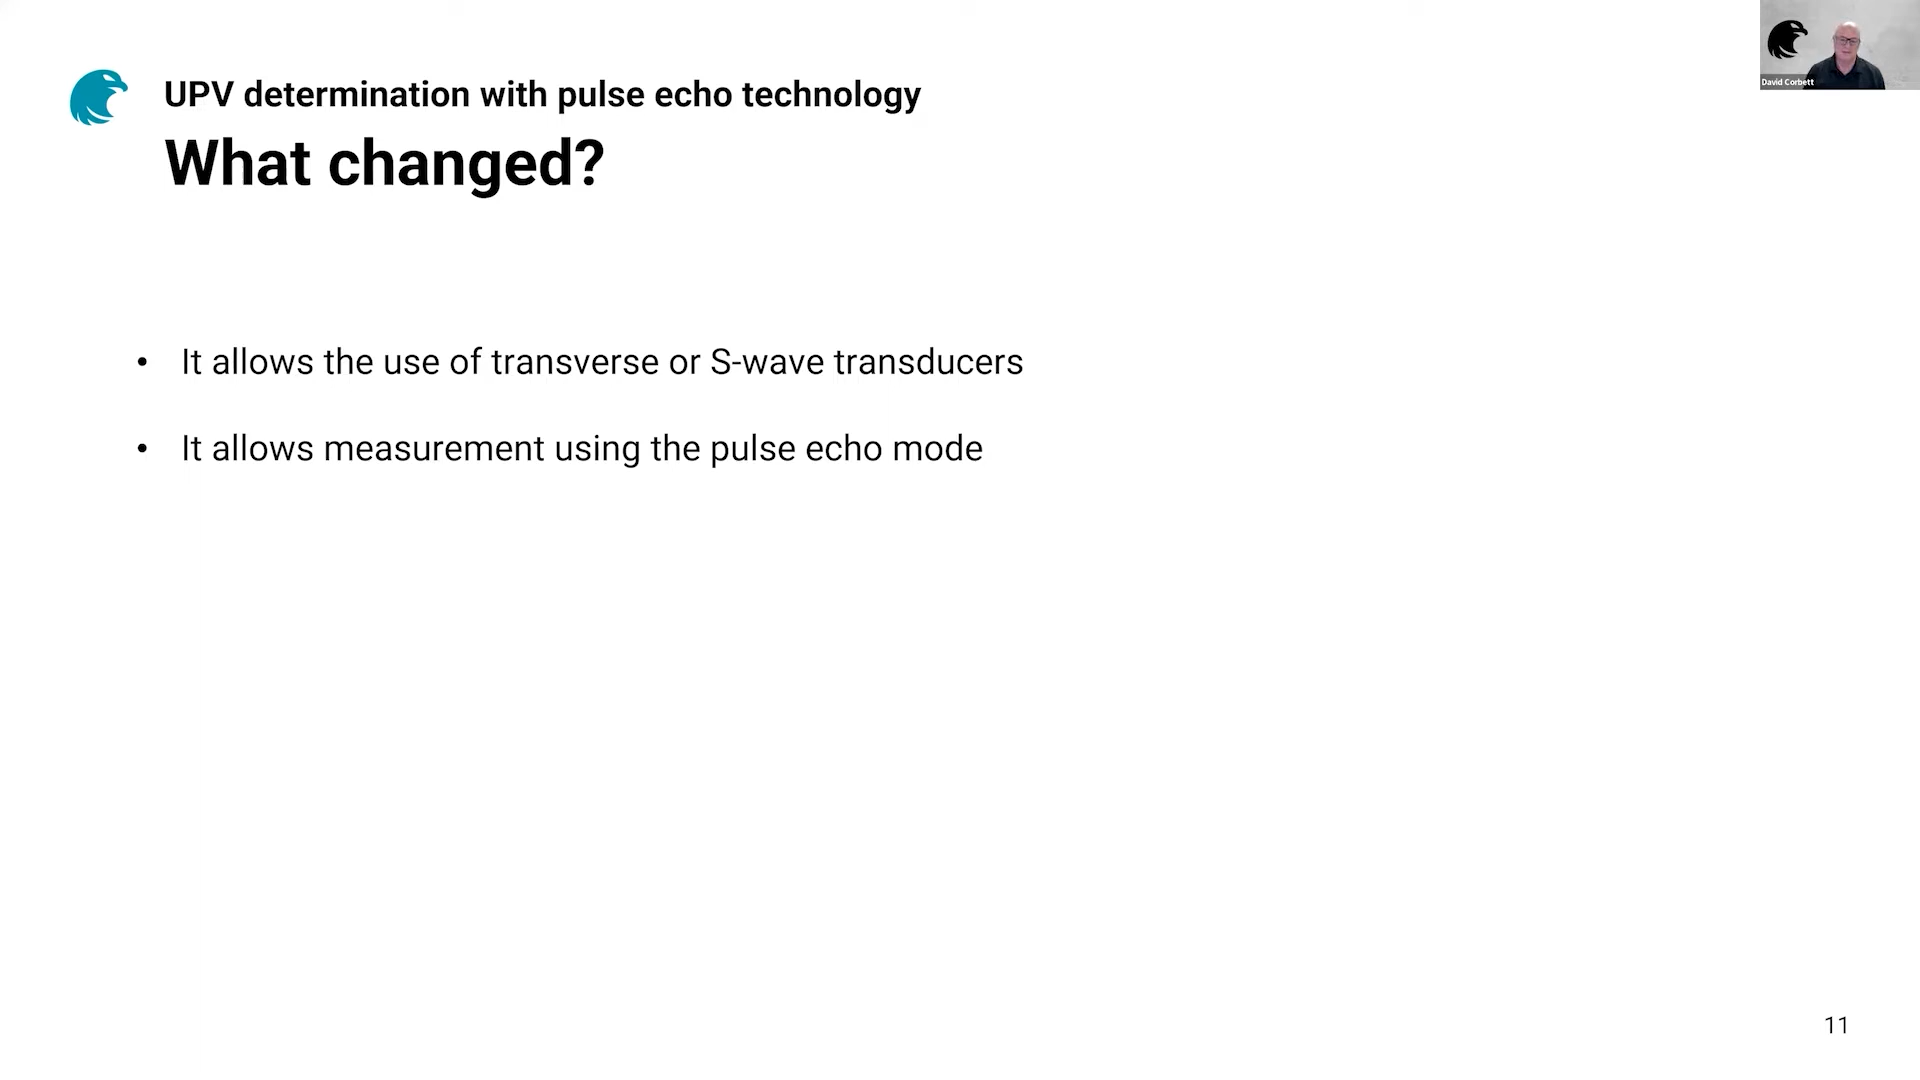 UPV determination with pulse echo technology
What changed?
• It allows the use of transverse or S-wave transducers
• It allows measurement using the pulse echo mode
David Corbett
11